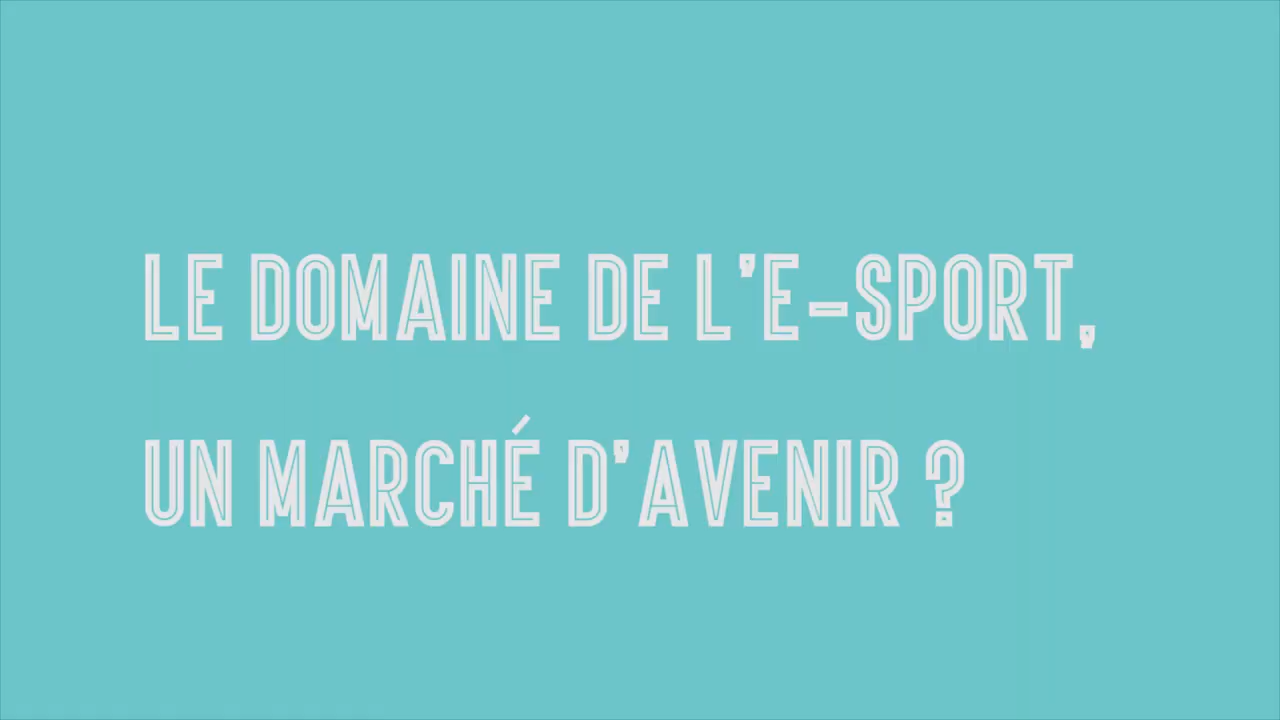 LE DOMAINE DE L'E-SPORT,
UN MARCHÉ D'AVENIR ?